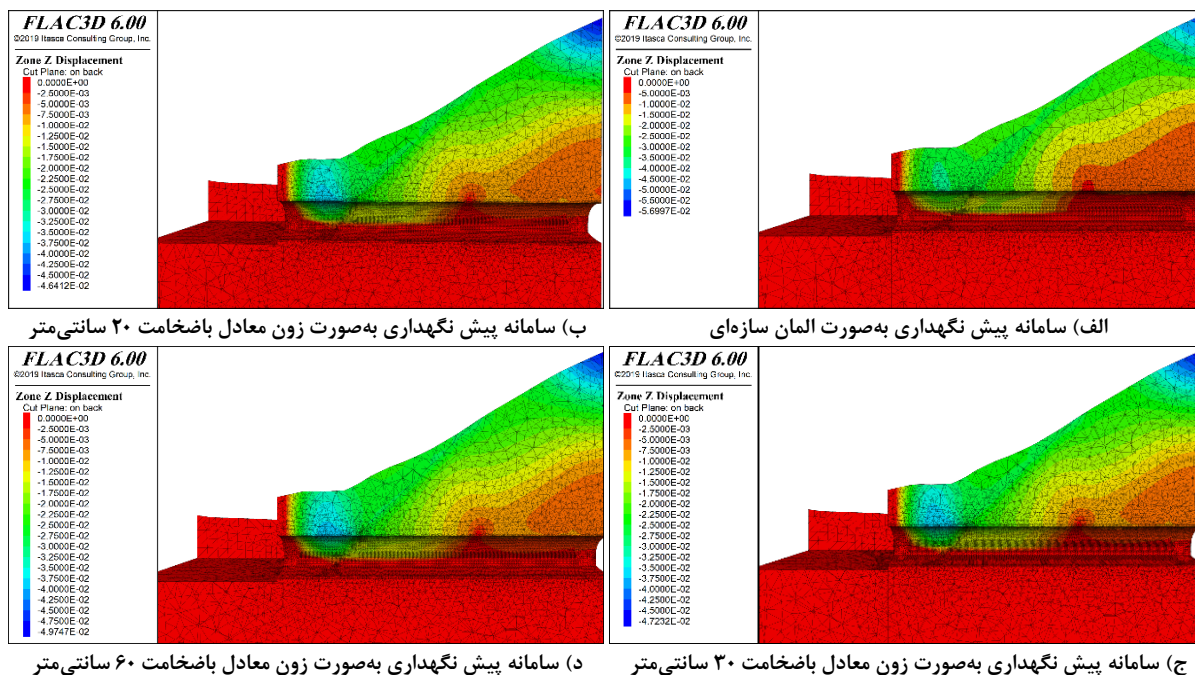 FLAC3D 6.00
©2019 Itasca Consulting Group, Inc.
Zone Z Displacement
Cut Plane: on back
0.0000E+00
-5.0000E-03
-1.0000E-02
-1.5000E-02
-2.0000E-02
-2.5000E-02
-3.0000E-02
-3.5000E-02
-4.0000E-02
-4.5000E-02
-5.0000E-02
-5.5000E-02
-5.6997E-02
الف) سامانه پیش نگهداری به‌صورت المان سازه‌ای
FLAC3D 6.00
©2019 Itasca Consulting Group, Inc.
Zone Z Displacement
Cut Plane: on back
0.0000E+00
-2.5000E-03
-5.0000E-03
-7.5000E-03
-1.0000E-02
-1.2500E-02
-1.5000E-02
-1.7500E-02
-2.0000E-02
-2.2500E-02
-2.5000E-02
-2.7500E-02
-3.0000E-02
-3.2500E-02
-3.5000E-02
-3.7500E-02
-4.0000E-02
-4.2500E-02
-4.5000E-02
-4.6412E-02
ب) سامانه پیش نگهداری به‌صورت زون معادل باضخامت ۲۰ سانتی‌متر
FLAC3D 6.00
©2019 Itasca Consulting Group, Inc.
Zone Z Displacement
Cut Plane: on back
0.0000E+00
-2.5000E-03
-5.0000E-03
-7.5000E-03
-1.0000E-02
-1.2500E-02
-1.5000E-02
-1.7500E-02
-2.0000E-02
-2.2500E-02
-2.5000E-02
-2.7500E-02
-3.0000E-02
-3.2500E-02
-3.5000E-02
-3.7500E-02
-4.0000E-02
-4.2500E-02
-4.5000E-02
-4.7232E-02
ج) سامانه پیش نگهداری به‌صورت زون معادل باضخامت ۳۰ سانتی‌متر
FLAC3D 6.00
©2019 Itasca Consulting Group, Inc.
Zone Z Displacement
Cut Plane: on back
0.0000E+00
-2.5000E-03
-5.0000E-03
-7.5000E-03
-1.0000E-02
-1.2500E-02
-1.5000E-02
-1.7500E-02
-2.0000E-02
-2.2500E-02
-2.5000E-02
-2.7500E-02
-3.0000E-02
-3.2500E-02
-3.5000E-02
-3.7500E-02
-4.0000E-02
-4.2500E-02
-4.5000E-02
-4.7500E-02
-4.9747E-02
د) سامانه پیش نگهداری به‌صورت زون معادل باضخامت ۶۰ سانتی‌متر